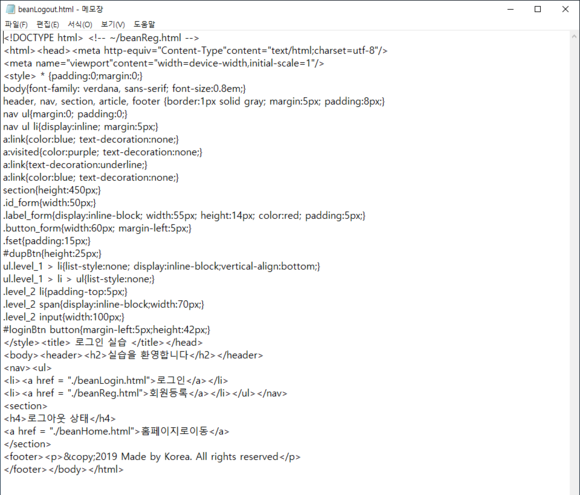 beanLogout.html - 메모장
파일(F) 편집(E) 서식(O) 보기(V) 도움말
<!DOCTYPE html> <!-- ~/beanReg.html -->
<html><head><meta http-equiv="Content-Type"content="text/html;charset=utf-8"/>
<meta name="viewport"content="width=device-width,initial-scale=1"/>
<style> * {padding:0;margin:0;}
body{font-family: verdana, sans-serif; font-size:0.8em;}
header, nav, section, article, footer {border:1px solid gray; margin:5px; padding:8px;}
nav ul{margin:0; padding:0;}
nav ul li{display:inline; margin:5px;}
a:link{color:blue; text-decoration:none;}
a:visited{color:purple; text-decoration:none;}
a:link{text-decoration:underline;}
a:link{color:blue; text-decoration:none;}
section{height:450px;}
.id_form{width:50px;}
.label_form{display:inline-block; width:55px; height:14px; color:red; padding:5px;}
.button_form{width:60px; margin-left:5px;}
.fset{padding:15px;}
#dupBtn{height:25px;}
ul.level_1 > li{list-style:none; display:inline-block;vertical-align:bottom;}
ul.level_1 > li > ul{list-style:none;}
.level_2 li{padding-top:5px;}
.level_2 span{display:inline-block;width:70px;}
.level_2 input{width:100px;}
#loginBtn button{margin-left:5px;height:42px;}
</style><title> 로그인 실습 </title></head>
<body><header><h2>실습을 환영합니다</h2></header>
<nav><ul>
<li><a href = "./beanLogin.html">로그인</a></li>
<li><a href = "./beanReg.html">회원등록</a></li></ul></nav>
<section>
<h4>로그아웃 상태</h4>
<a href = "./beanHome.html">홈페이지로이동</a>
</section>
<footer><p>&copy;2019 Made by Korea. All rights reserved</p>
</footer></body></html>